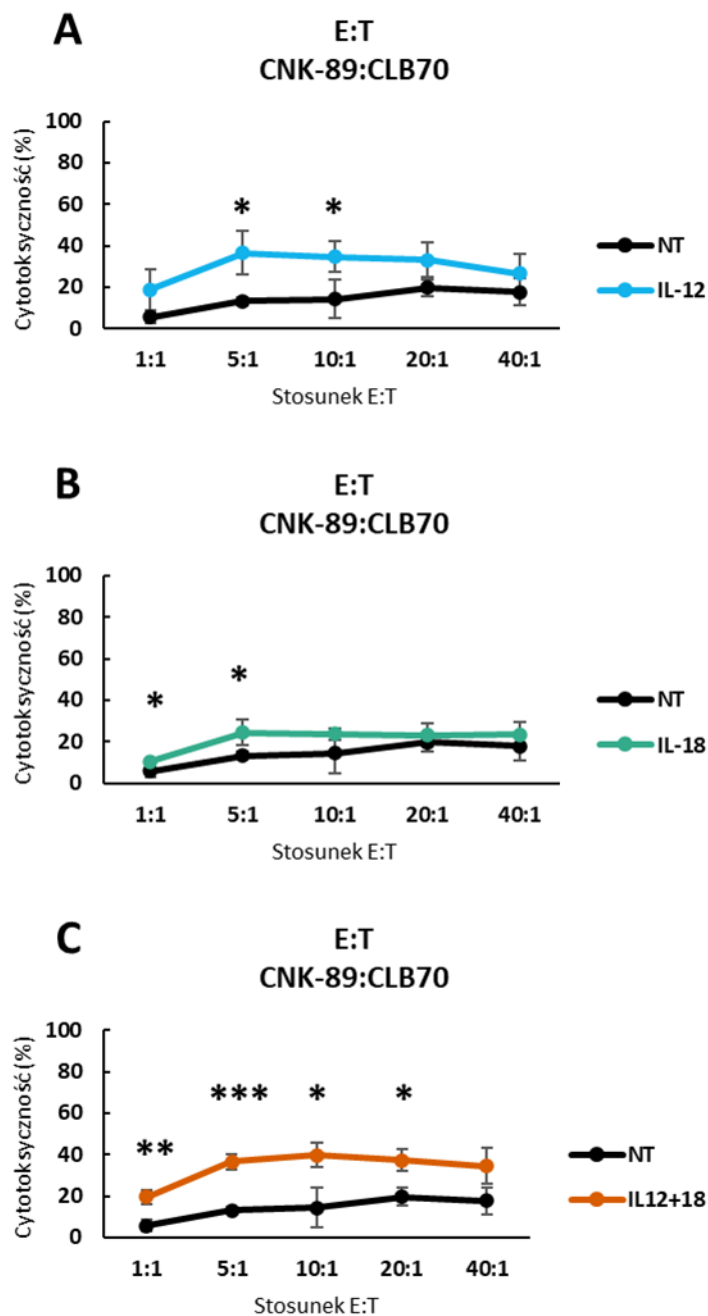 A
E:T
CNK-89:CLB70
Cytotoksyczność (%)
100
80
60
40
20
0
* *
1:1 5:1 10:1 20:1 40:1
Stosunek E:T
NT
IL-12
B
E:T
CNK-89:CLB70
Cytotoksyczność (%)
100
80
60
40
20
0
* *
1:1 5:1 10:1 20:1 40:1
Stosunek E:T
NT
IL-18
C
E:T
CNK-89:CLB70
Cytotoksyczność (%)
100
80
60
40
20
0
** *** * *
1:1 5:1 10:1 20:1 40:1
Stosunek E:T
NT
IL12+18